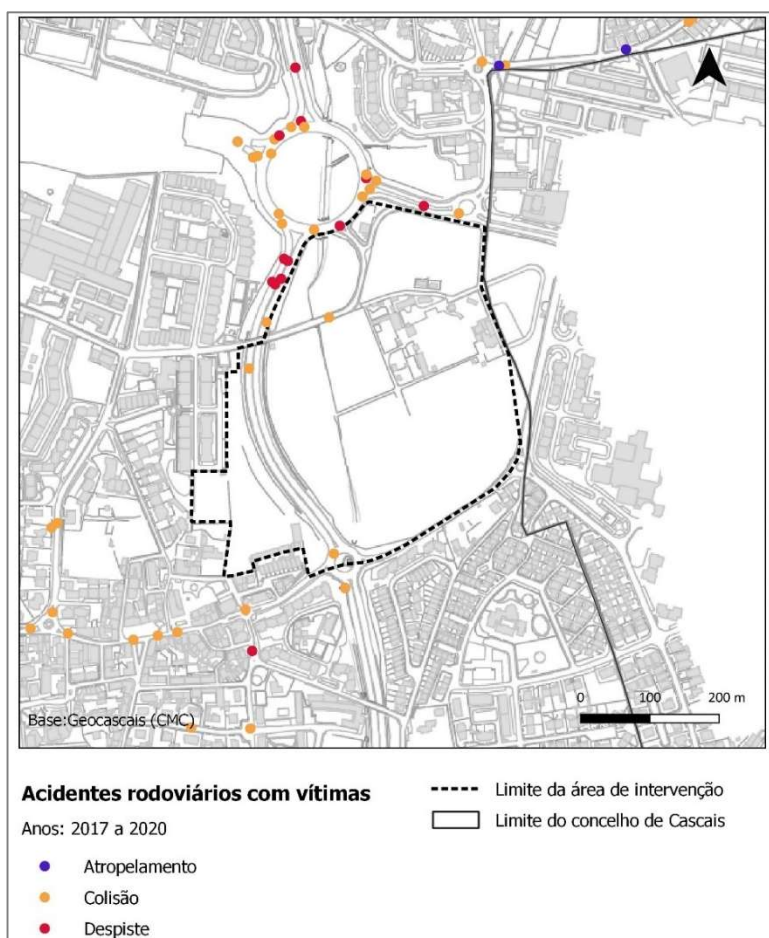 Base:Geocascais (CMC)
0 100 200 m
Acidentes rodoviários com vítimas
Anos: 2017 a 2020
Atropelamento
Colisão
Despiste
Limite da área de intervenção
Limite do concelho de Cascais